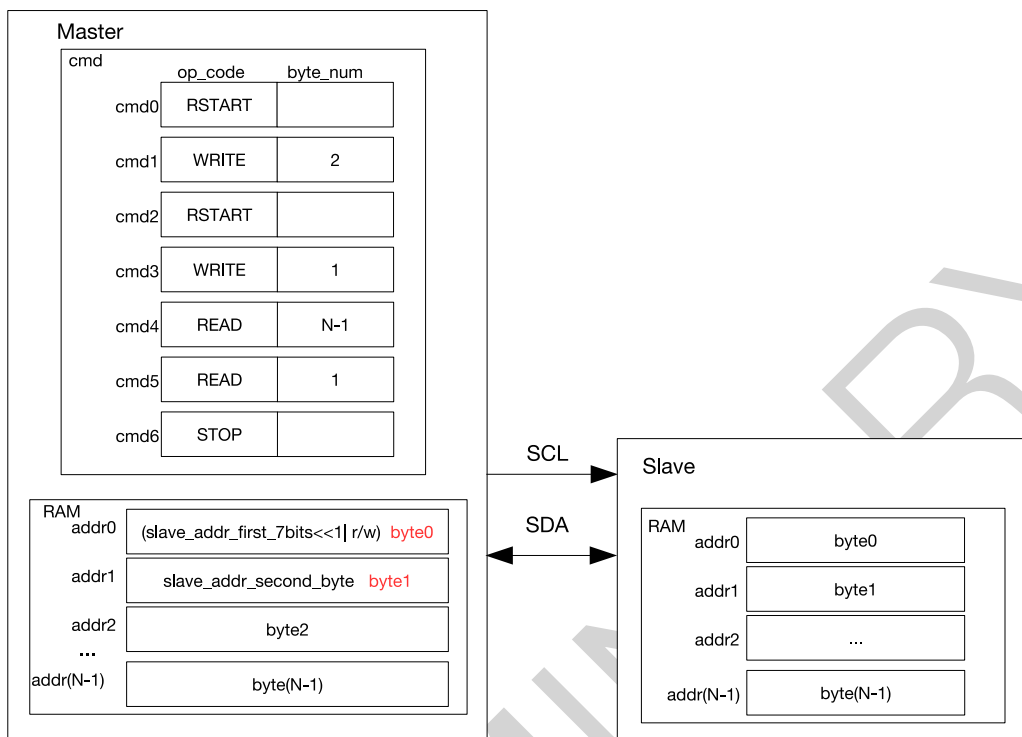 Master
cmd
op_code byte_num
cmd0 RSTART
cmd1 WRITE 2
cmd2 RSTART
cmd3 WRITE 1
cmd4 READ N-1
cmd5 READ 1
cmd6 STOP
RAM
addr0 (slave_addr_first_7bits<<1| r/w) byte0
addr1 slave_addr_second_byte byte1
addr2 byte2
...
addr(N-1) byte(N-1)
SCL
SDA
Slave
RAM
addr0 byte0
addr1 byte1
addr2 ...
addr(N-1) byte(N-1)